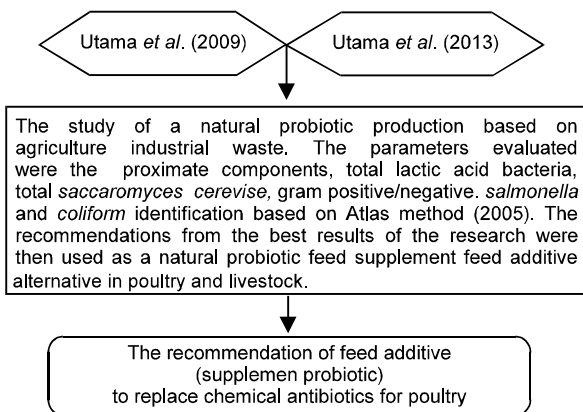 Utama et al. (2009)
Utama et al. (2013)
The study of a natural probiotic production based on
agriculture industrial waste. The parameters evaluated
were the proximate components, total lactic acid bacteria,
total saccaromyces cerevise, gram positive/negative. salmonella
and coliform identification based on Atlas method (2005). The
recommendations from the best results of the research were
then used as a natural probiotic feed supplement feed additive
alternative in poultry and livestock.
The recommendation of feed additive
(supplemen probiotic)
to replace chemical antibiotics for poultry